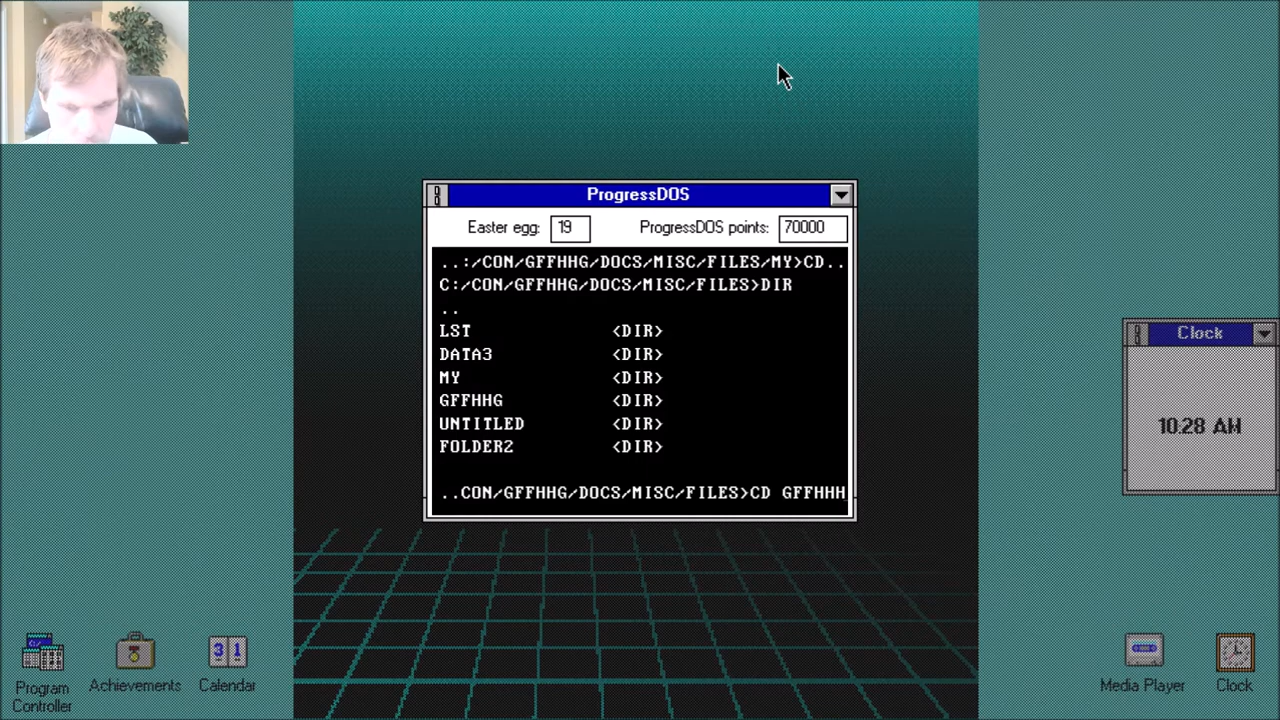 ProgressDOS
Easter egg: 19 ProgressDOS points: 70000
..:/CON/GFFHHG/DOCS/MISC/FILES/MY>CD..
C:/CON/GFFHHG/DOCS/MISC/FILES>DIR
..
LST <DIR>
DATA3 <DIR>
MY <DIR>
GFFHHG <DIR>
UNTITLED <DIR>
FOLDER2 <DIR>
..CON/GFFHHG/DOCS/MISC/FILES>CD GFFHHH
Clock
10.28 AM
Program Controller
Achievements
31
Calendar
Media Player
Clock